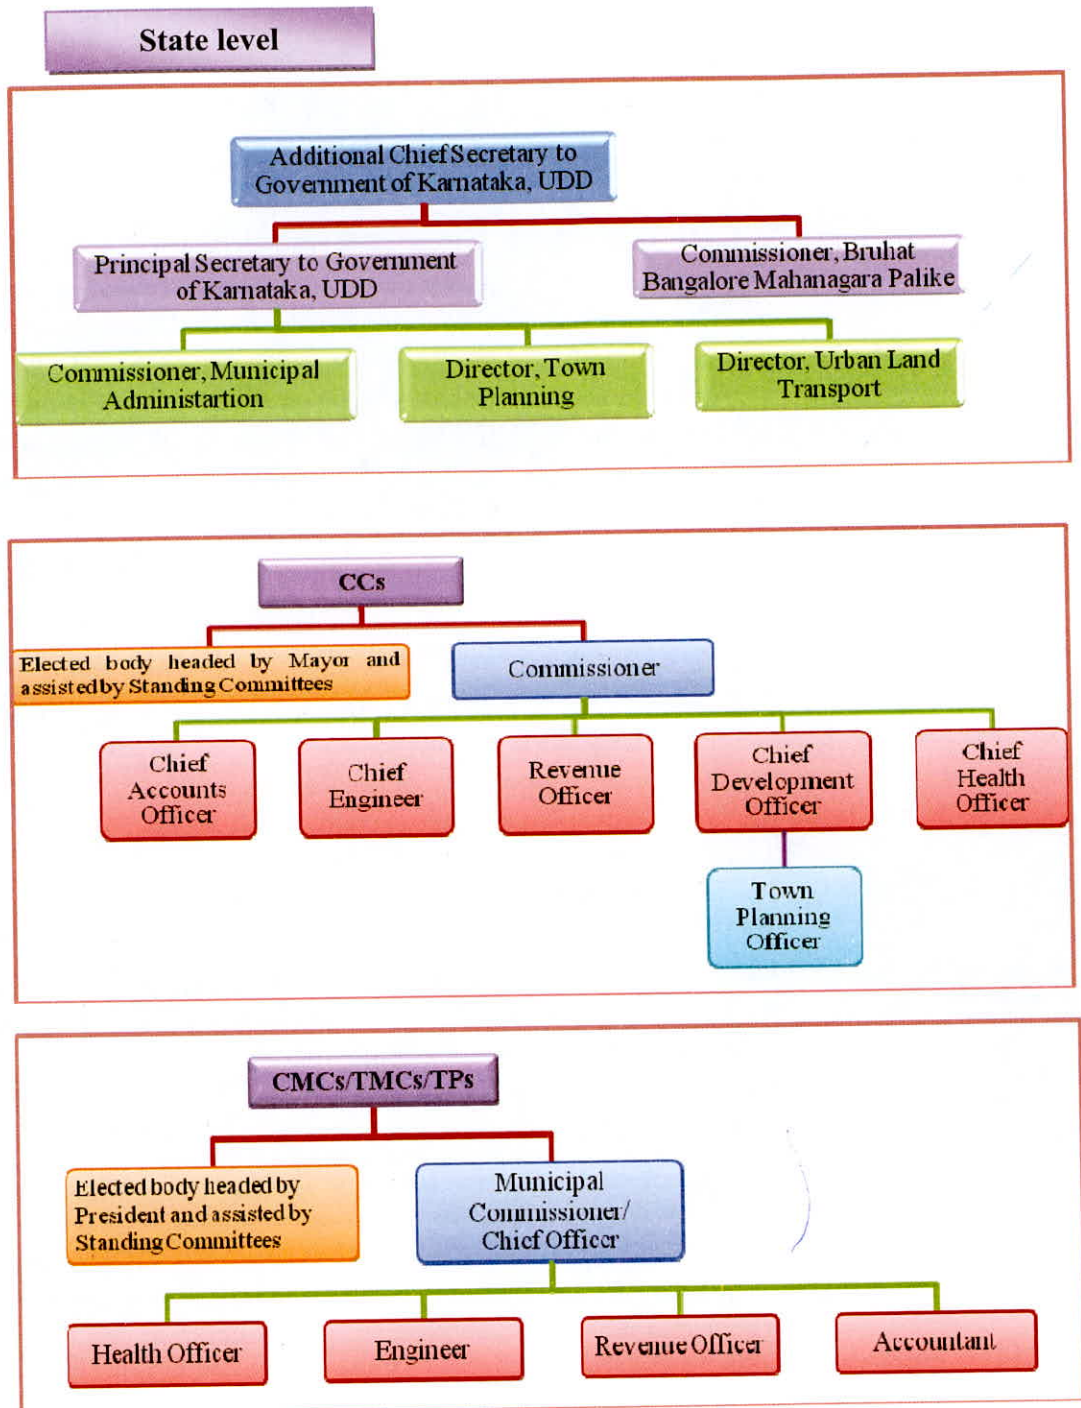 State level
Additional Chief Secretary to
Government of Karnataka, UDD
Principal Secretary to Government
of Karnataka, UDD
Commissioner, Bruhat
Bangalore Mahanagara Palike
Commissioner, Municipal
Administartion
Director, Town
Planning
Director, Urban Land
Transport
CCs
Elected body headed by Mayor and
assisted by Standing Committees
Commissioner
Chief
Accounts
Officer
Chief
Engineer
Revenue
Officer
Chief
Development
Officer
Chief
Health
Officer
Town
Planning
Officer
CMCs/TMCs/TPs
Elected body headed by
President and assisted by
Standing Committees
Municipal
Commissioner/
Chief Officer
Health Officer
Engineer
Revenue Officer
Accountant